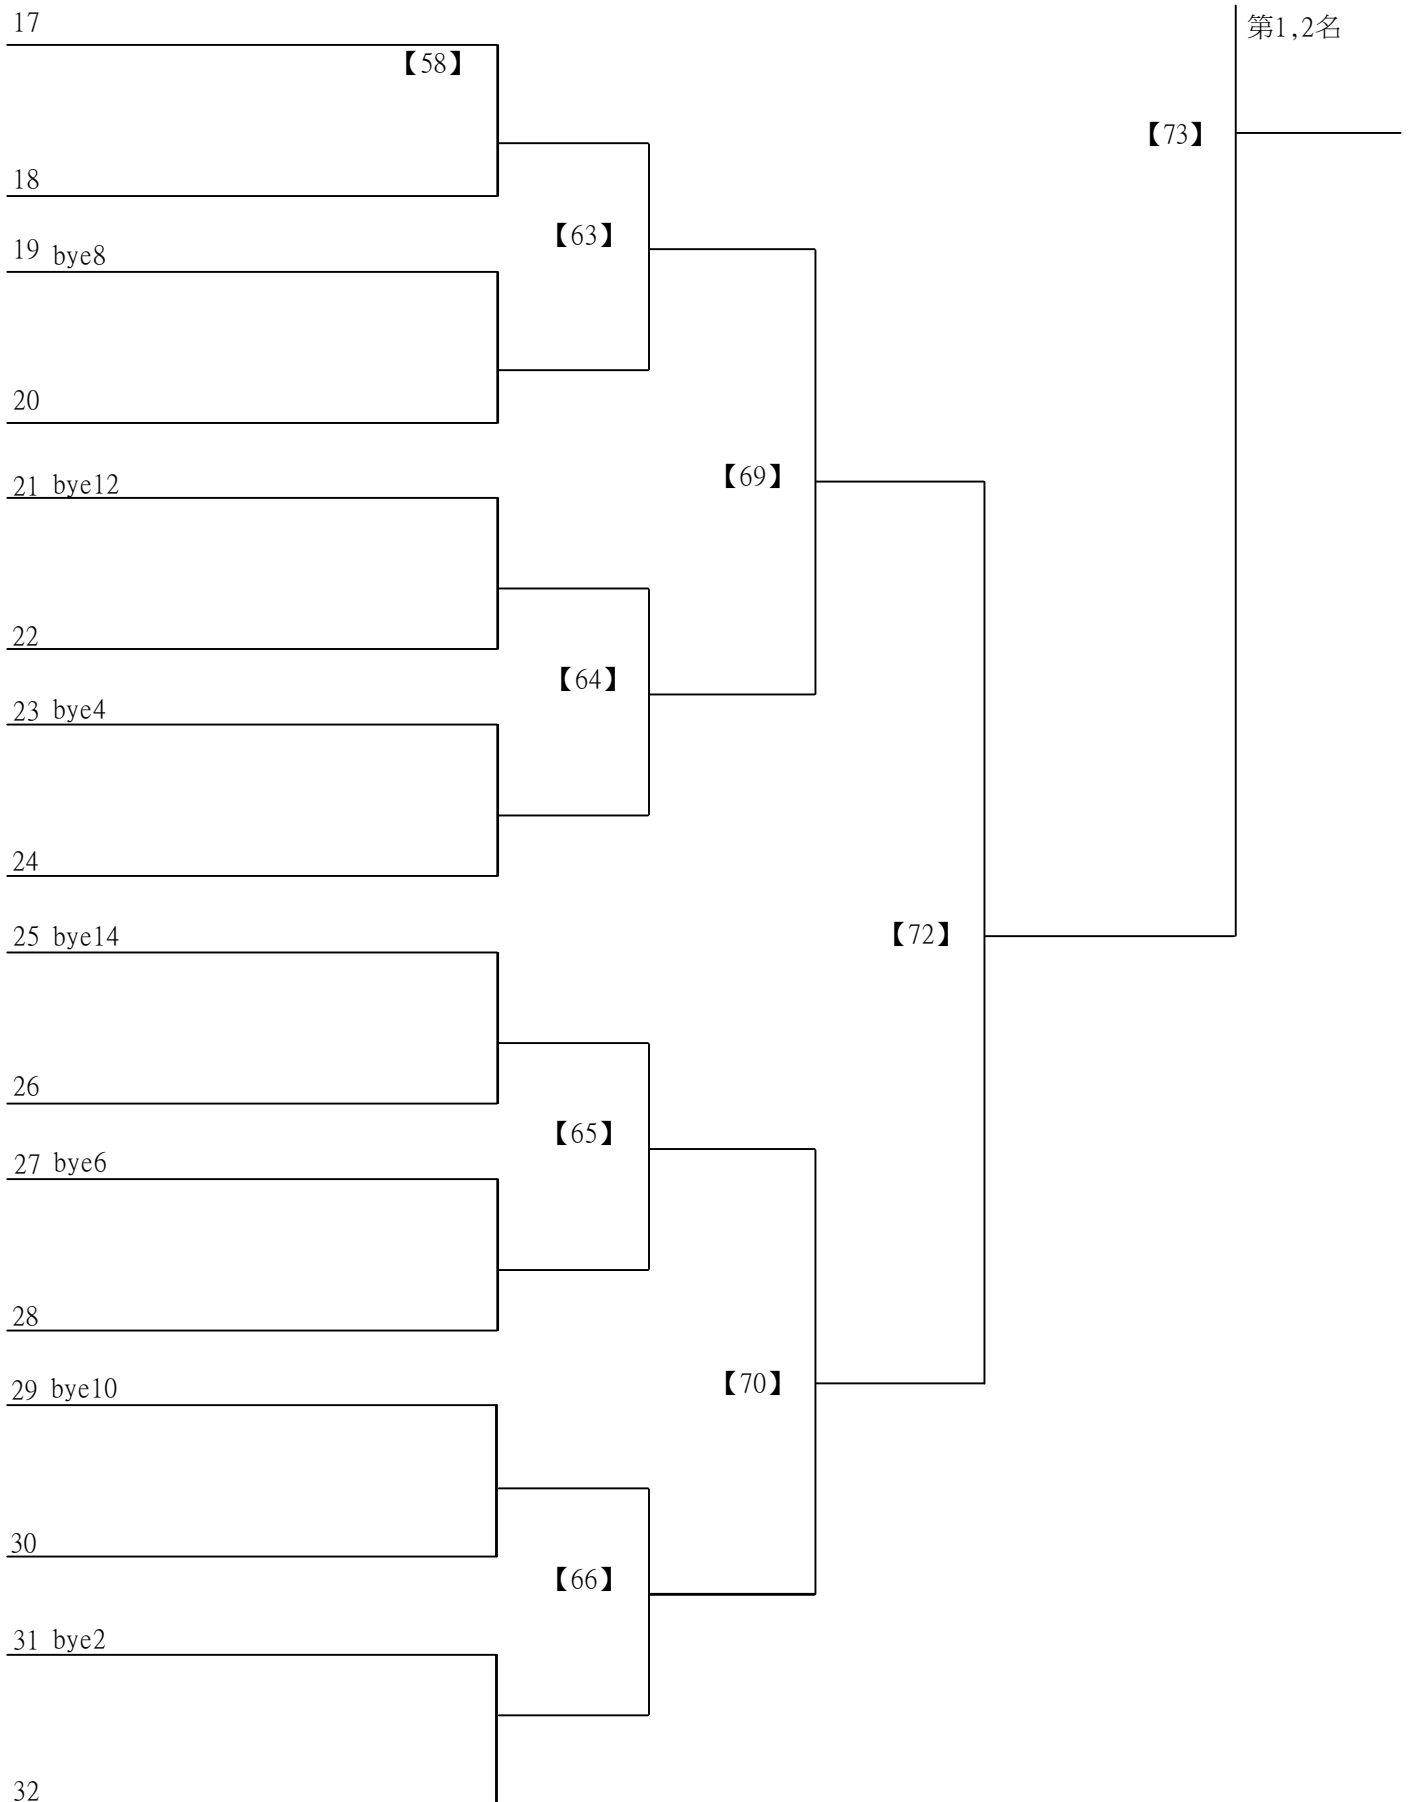 17
第1,2名
【58】
【73】
18
【63】
19 bye8
20
【69】
21 bye12
22
【64】
23 bye4
24
【72】
25 bye14
26
【65】
27 bye6
28
【70】
29 bye10
30
【66】
31 bye2
32